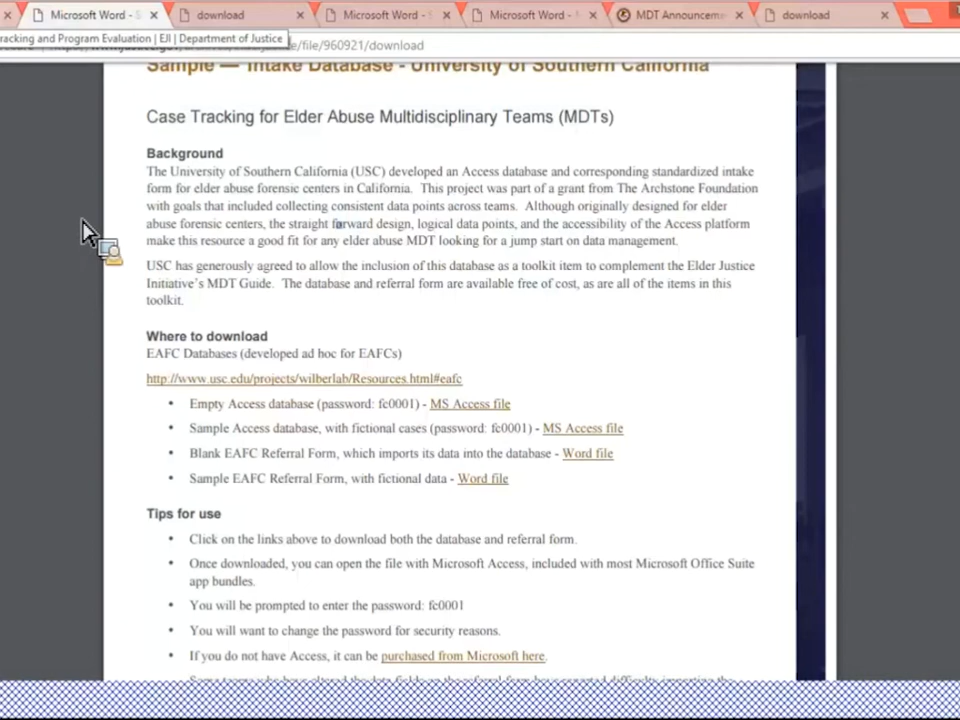 Microsoft Word - S
download
Microsoft Word -
Microsoft Word -
MDT Announceme
download
racking and Program Evaluation | EJI | Department of Justice
e/file/960921/download
Sample — Intake Database - University of Southern California
Case Tracking for Elder Abuse Multidisciplinary Teams (MDTs)
Background
The University of Southern California (USC) developed an Access database and corresponding standardized intake
form for elder abuse forensic centers in California. This project was part of a grant from The Archstone Foundation
with goals that included collecting consistent data points across teams. Although originally designed for elder
abuse forensic centers, the straight forward design, logical data points, and the accessibility of the Access platform
make this resource a good fit for any elder abuse MDT looking for a jump start on data management.
USC has generously agreed to allow the inclusion of this database as a toolkit item to complement the Elder Justice
Initiative's MDT Guide. The database and referral form are available free of cost, as are all of the items in this
toolkit.
Where to download
EAFC Databases (developed ad hoc for EAFCs)
http://www.usc.edu/projects/wilberlab/Resources.html#eafc
• Empty Access database (password: fc0001) - MS Access file
• Sample Access database, with fictional cases (password: fc0001) - MS Access file
• Blank EAFC Referral Form, which imports its data into the database - Word file
• Sample EAFC Referral Form, with fictional data - Word file
Tips for use
• Click on the links above to download both the database and referral form.
• Once downloaded, you can open the file with Microsoft Access, included with most Microsoft Office Suite
app bundles.
• You will be prompted to enter the password: fc0001
• You will want to change the password for security reasons.
• If you do not have Access, it can be purchased from Microsoft here.